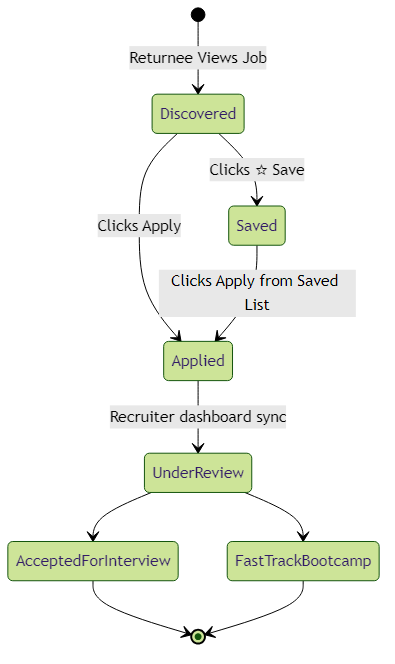 Returnee Views Job
Discovered
Clicks ☆ Save
Clicks Apply
Saved
Clicks Apply from Saved
List
Applied
Recruiter dashboard sync
UnderReview
AcceptedForInterview
FastTrackBootcamp